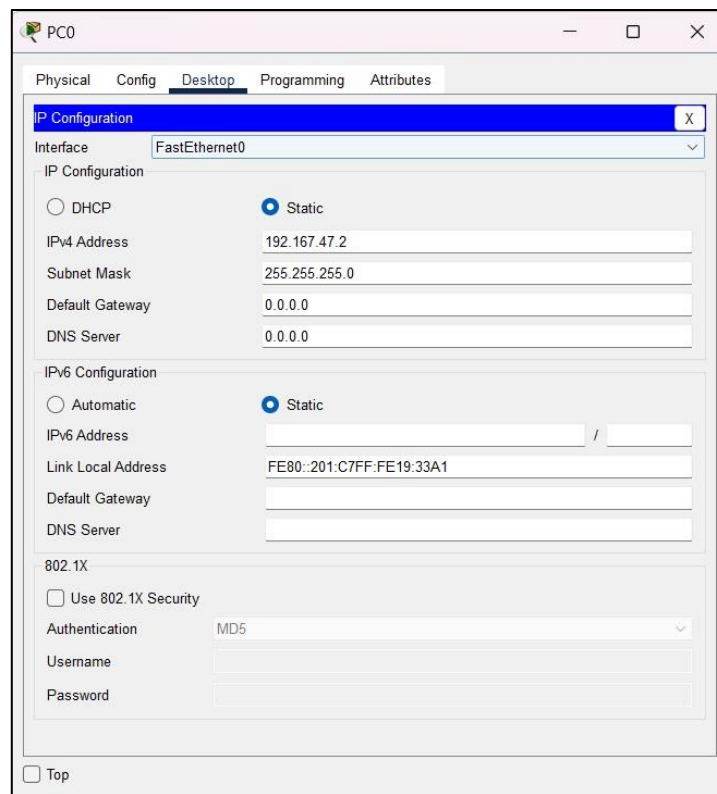 PC0
Physical Config Desktop Programming Attributes
IP Configuration X
Interface FastEthernet0
IP Configuration
DHCP Static
IPv4 Address 192.167.47.2
Subnet Mask 255.255.255.0
Default Gateway 0.0.0.0
DNS Server 0.0.0.0
IPv6 Configuration
Automatic Static
IPv6 Address /
Link Local Address FE80::201:C7FF:FE19:33A1
Default Gateway
DNS Server
802.1X
Use 802.1X Security
Authentication MD5
Username
Password
Top